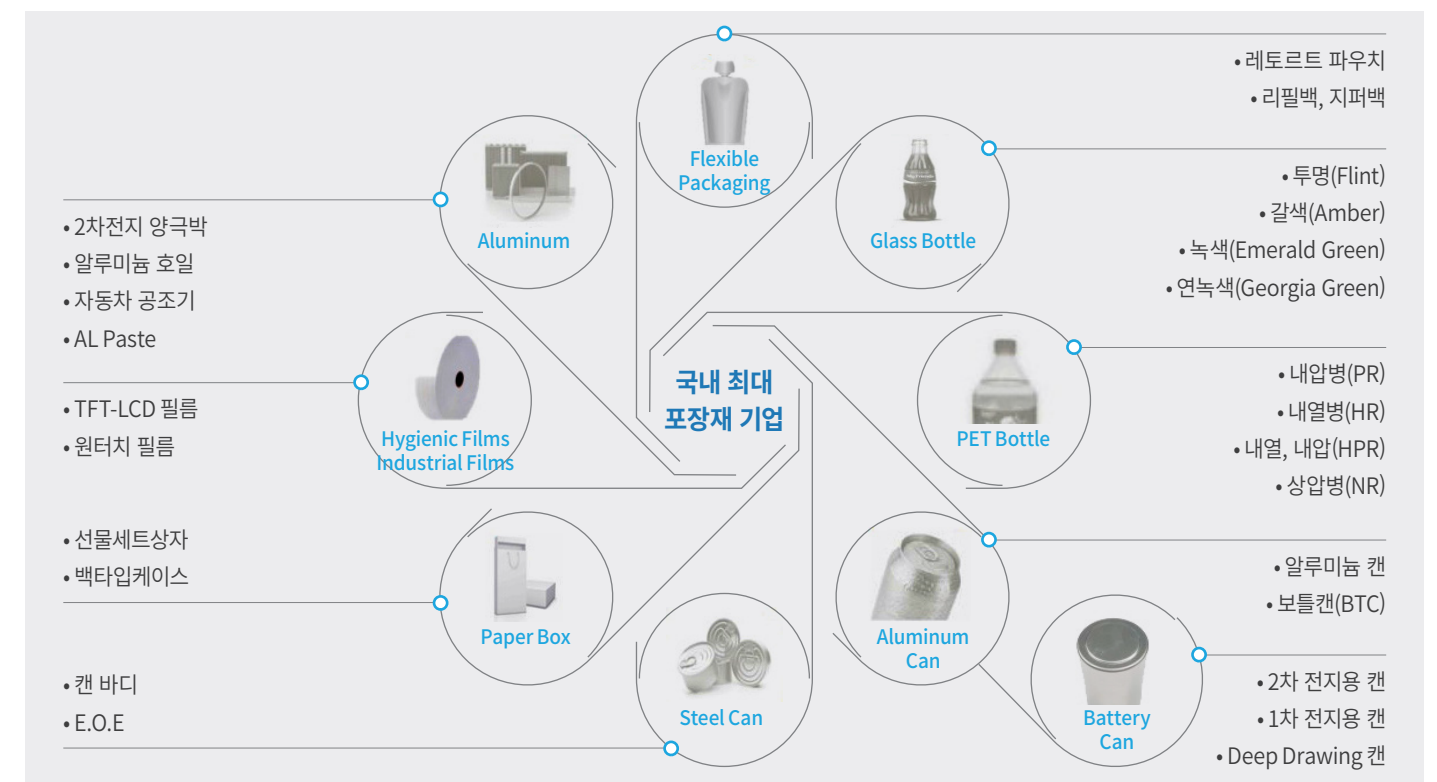 • 레토르트 파우치
• 리필백, 지퍼백
Flexible
Packaging
• 투명(Flint)
• 갈색(Amber)
• 녹색(Emerald Green)
• 연녹색(Georgia Green)
Glass Bottle
Aluminum
• 2차전지 양극박
• 알루미늄 호일
• 자동차 공조기
• AL Paste
국내 최대
포장재 기업
• 내압병(PR)
• 내열병(HR)
• 내열, 내압(HPR)
• 상압병(NR)
PET Bottle
Hygienic Films
Industrial Films
• TFT-LCD 필름
• 원터치 필름
• 선물세트상자
• 백타입케이스
Paper Box
• 알루미늄 캔
• 보틀캔(BTC)
Aluminum
Can
• 캔 바디
• E.O.E
Steel Can
Battery
Can
• 2차 전지용 캔
• 1차 전지용 캔
• Deep Drawing 캔